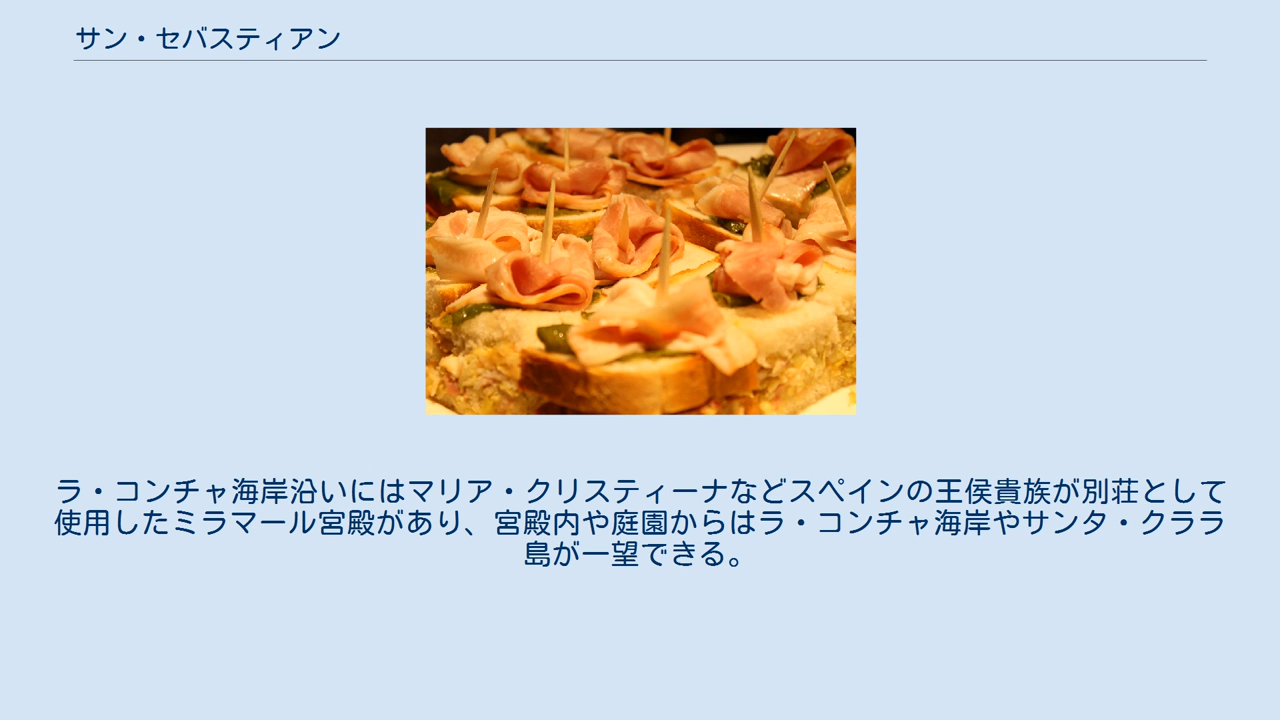 サン・セバスティアン
ラ・コンチャ海岸沿いにはマリア・クリスティーナなどスペインの王侯貴族が別荘として
使用したミラマール宮殿があり、宮殿内や庭園からはラ・コンチャ海岸やサンタ・クララ
島が一望できる。